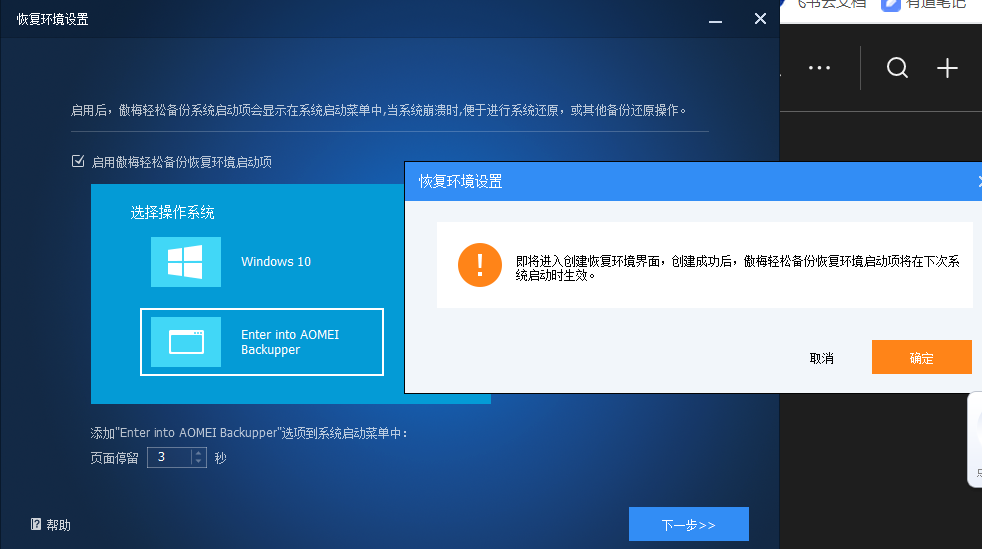 恢复环境设置
飞书云文档
有道笔记
启用后，傲梅轻松备份系统启动项会显示在系统启动菜单中,当系统崩溃时,便于进行系统还原，或其他备份还原操作。
启用傲梅轻松备份恢复环境启动项
选择操作系统
Windows 10
Enter into AOMEI
Backupper
恢复环境设置
即将进入创建恢复环境界面，创建成功后，傲梅轻松备份恢复环境启动项将在下次系
统启动时生效。
取消
确定
添加"Enter into AOMEI Backupper"选项到系统启动菜单中：
页面停留 3 秒
帮助
下一步>>